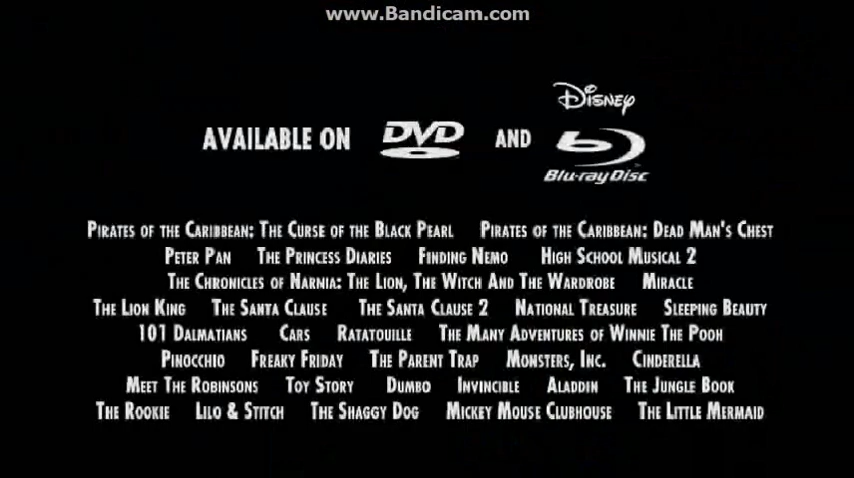 www.Bandicam.com
DISNEY
AVAILABLE ON DVD AND Blu-ray Disc
PIRATES OF THE CARIBBEAN: THE CURSE OF THE BLACK PEARL PIRATES OF THE CARIBBEAN: DEAD MAN'S CHEST
PETER PAN THE PRINCESS DIARIES FINDING NEMO HIGH SCHOOL MUSICAL 2
THE CHRONICLES OF NARNIA: THE LION, THE WITCH AND THE WARDROBE MIRACLE
THE LION KING THE SANTA CLAUSE THE SANTA CLAUSE 2 NATIONAL TREASURE SLEEPING BEAUTY
101 DALMATIANS CARS RATATOUILLE THE MANY ADVENTURES OF WINNIE THE POOH
PINOCCHIO FREAKY FRIDAY THE PARENT TRAP MONSTERS, INC. CINDERELLA
MEET THE ROBINSONS TOY STORY DUMBO INVINCIBLE ALADDIN THE JUNGLE BOOK
THE ROOKIE LILO & STITCH THE SHAGGY DOG MICKEY MOUSE CLUBHOUSE THE LITTLE MERMAID